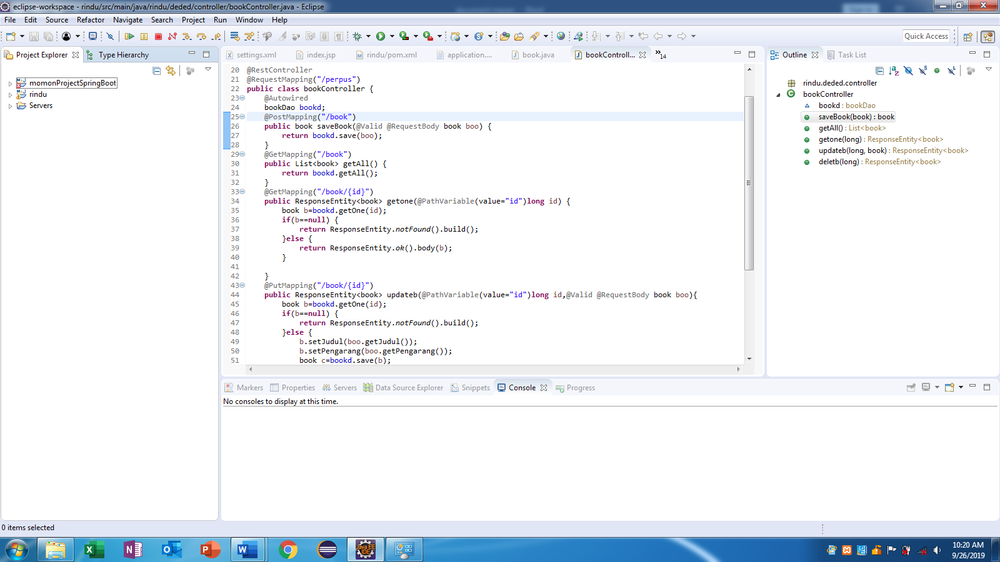 eclipse-workspace - rindu/src/main/java/rindu/deded/controller/bookController.java - Eclipse
File Edit Source Refactor Navigate Search Project Run Window Help
Quick Access
Project Explorer Type Hierarchy
momonProjectSpringBoot
rindu
Servers
settings.xml index.jsp rindu/pom.xml application.... book.java bookControll... 14
20 @RestController
21 @RequestMapping("/perpus")
22 public class bookController {
23 @Autowired
24 bookDao bookd;
25 @PostMapping("/book")
26 public book saveBook(@Valid @RequestBody book boo) {
27 return bookd.save(boo);
28 }
29 @GetMapping("/book")
30 public List<book> getAll() {
31 return bookd.getAll();
32 }
33 @GetMapping("/book/{id}")
34 public ResponseEntity<book> getone(@PathVariable(value="id")long id) {
35 book b=bookd.getOne(id);
36 if(b==null) {
37 return ResponseEntity.notFound().build();
38 }else {
39 return ResponseEntity.ok().body(b);
40 }
41
42 }
43 @PutMapping("/book/{id}")
44 public ResponseEntity<book> updateb(@PathVariable(value="id")long id,@Valid @RequestBody book boo){
45 book b=bookd.getOne(id);
46 if(b==null) {
47 return ResponseEntity.notFound().build();
48 }else {
49 b.setJudul(boo.getJudul());
50 b.setPengarang(boo.getPengarang());
51 book c=bookd.save(b);
Outline Task List
rindu.deded.controller
bookController
bookd : bookDao
saveBook(book) : book
getAll() : List<book>
getone(long) : ResponseEntity<book>
updateb(long, book) : ResponseEntity<book>
deletb(long) : ResponseEntity<book>
Markers Properties Servers Data Source Explorer Snippets Console Progress
No consoles to display at this time.
0 items selected
Java EE
IDE
10:20 AM
9/26/2019